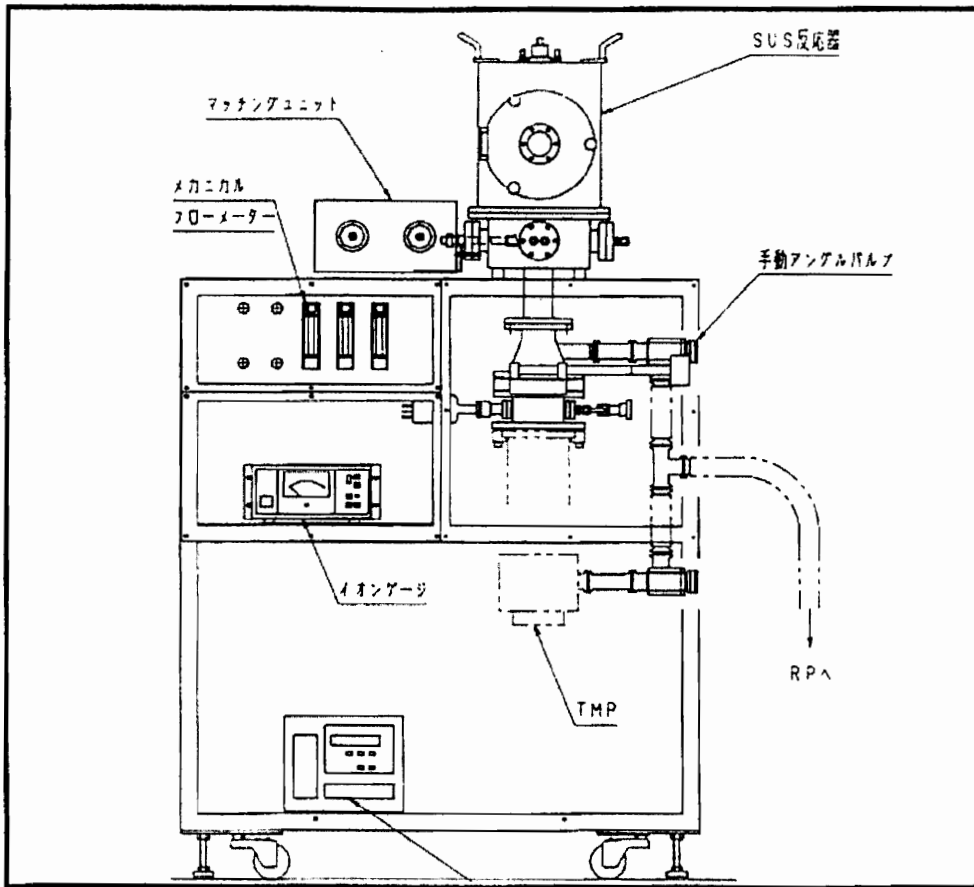 SUS反応器
マッチングユニット
メカニカル
フローメーター
手動アングルバルブ
イオンゲージ
RPへ
TMP